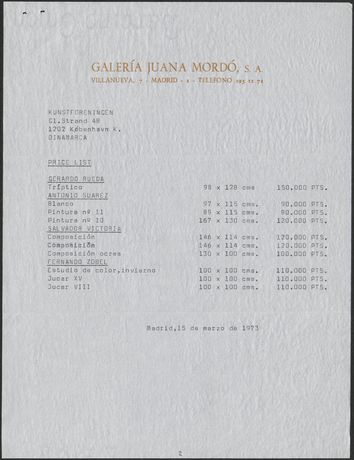 GALERÍA JUANA MORDÓ, S. A.
VILLANUEVA, 7 - MADRID - 1 - TELEFONO 225 11 72
KUNSTFORENINGEN
Gl.Strand 48
1202 København K.
DINAMARCA
PRICE LIST
GERARDO RUEDA
Tríptico 98 x 128 cms 150.000 PTS.
ANTONIO SUAREZ
Blanco 97 x 115 cms. 90.000 PTS.
Pintura nº 11 89 x 115 cms. 90.000 PTS.
Pintura nº 10 167 x 130 cms. 120.000 PTS.
SALVADOR VICTORIA
Composición 146 x 114 cms. 120.000 PTS.
Composición 146 x 114 cms. 120.000 PTS.
Composición ocres 130 x 100 cms. 100.000 PTS.
FERNANDO ZOBEL
Estudio de color,invierno 100 x 100 cms. 110.000 PTS.
Jucar XV 100 x 100 cms. 110.000 PTS.
Jucar VIII 100 x 100 cms. 110.000 PTS.
Madrid,15 de marzo de 1973
2